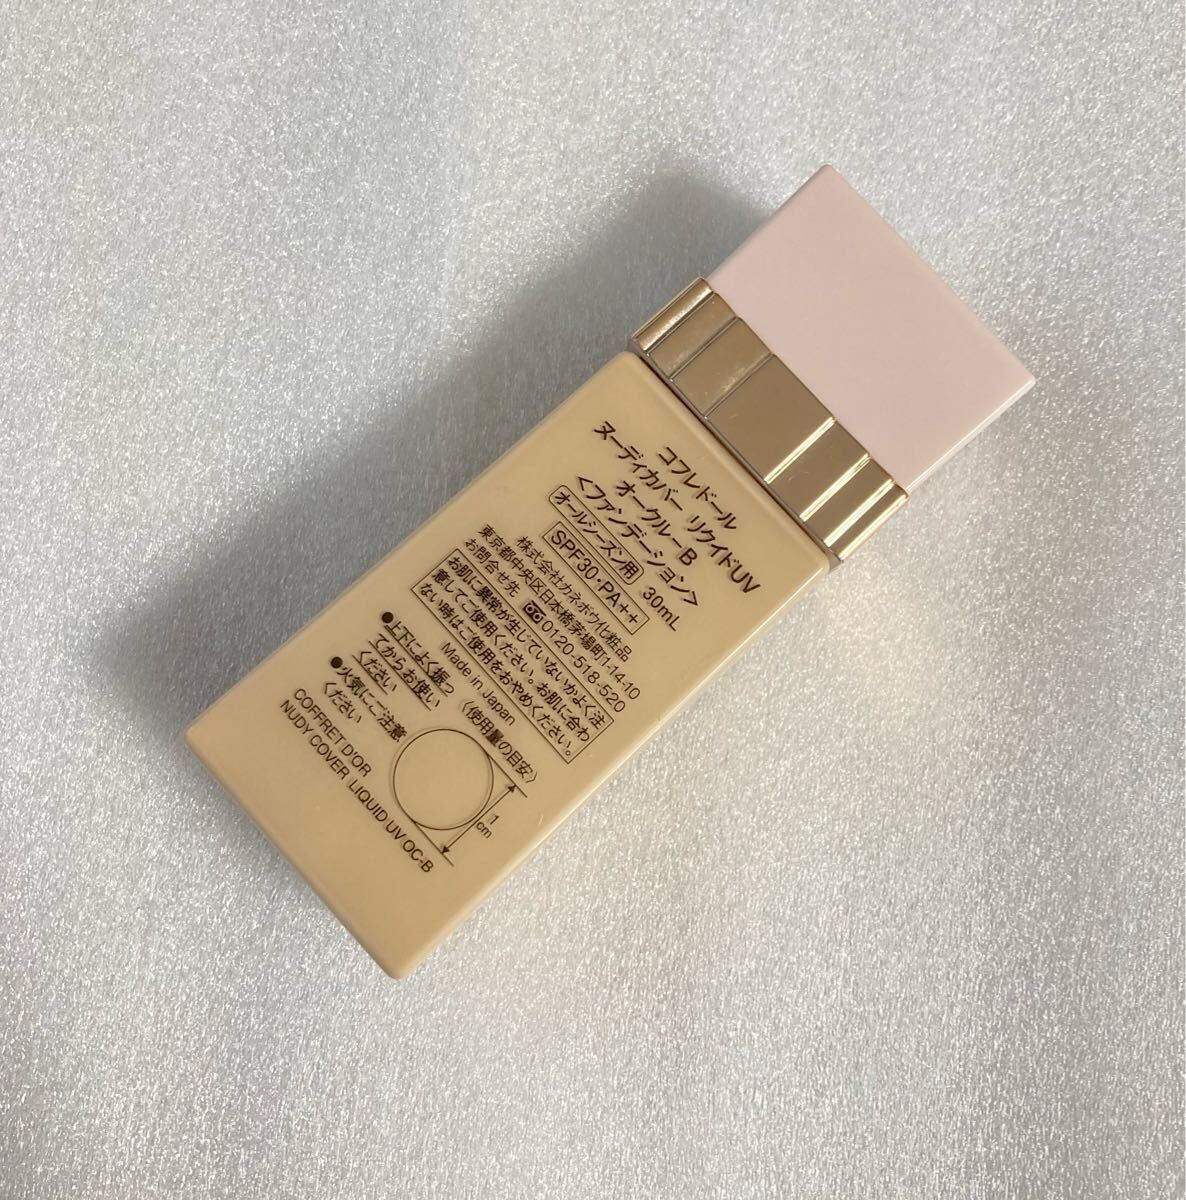 コフレドール
ヌーディカバー リクイドUV
オークル－B
〈ファンデーション〉
30mL
オールシーズン用
SPF30・PA++
株式会社カネボウ化粧品
東京都中央区日本橋茅場町1-14-10
お問合せ先 0120-518-520
お肌に異常が生じていないかよく注
意してご使用ください。お肌に合わ
ない時はご使用をおやめください。
Made in Japan
●上下によく振っ
てからお使い
ください
●火気にご注意
ください
〈使用量の目安〉
1
cm
COFFRET D'OR
NUDY COVER LIQUID UV OC-B